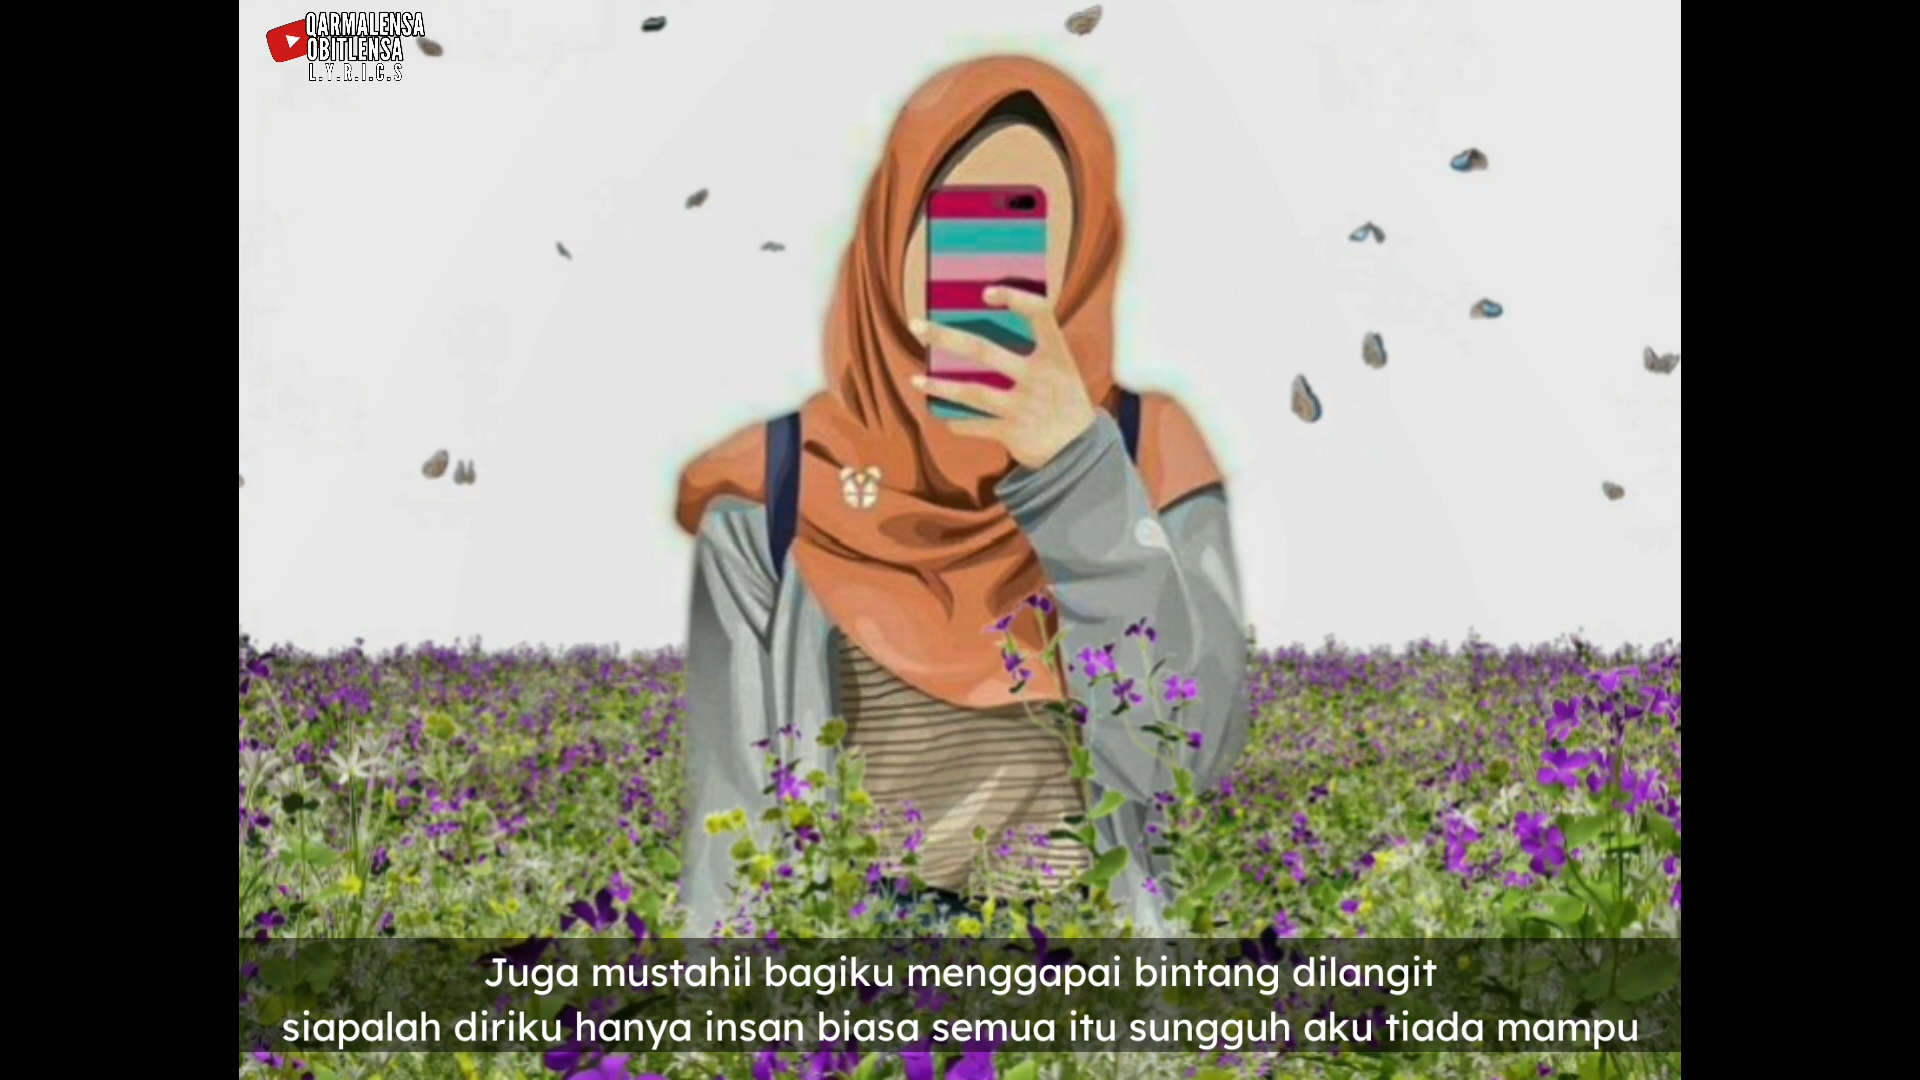 QARMALENSA
OBITLENSA
L.Y.R.I.C.S
Juga mustahil bagiku menggapai bintang dilangit
siapalah diriku hanya insan biasa semua itu sungguh aku tiada mampu